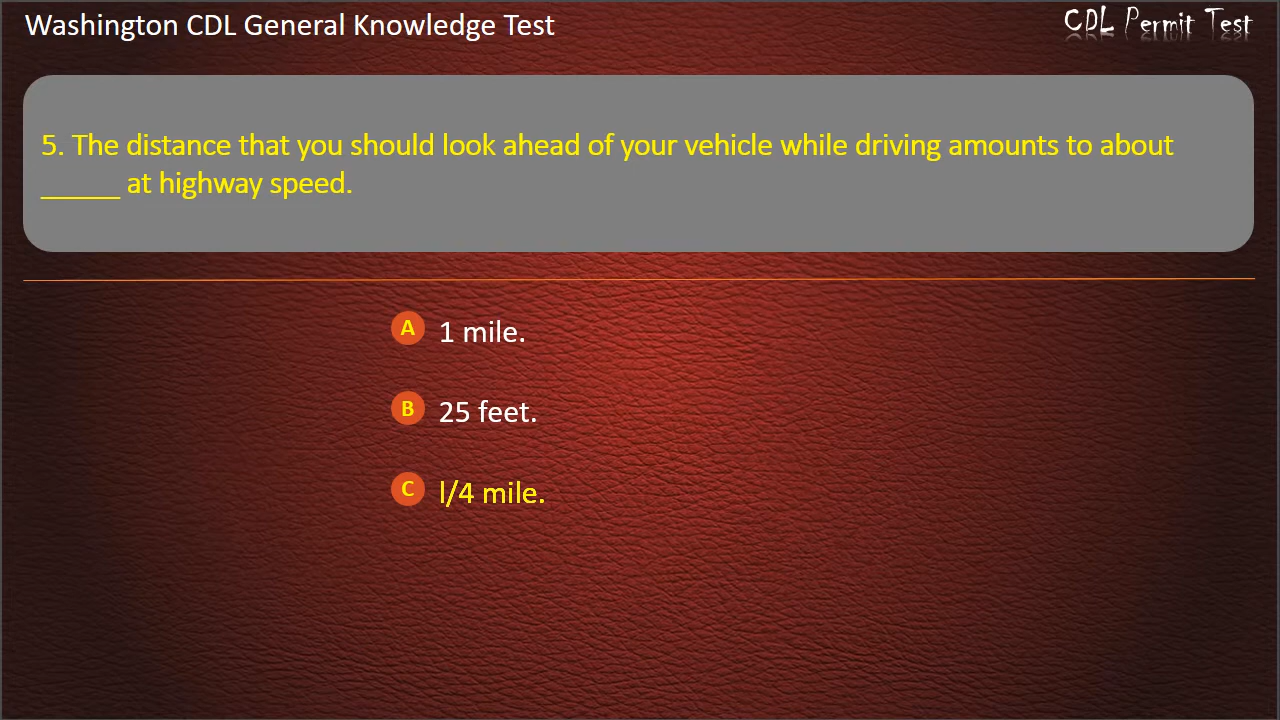 Washington CDL General Knowledge Test
CDL Permit Test
5. The distance that you should look ahead of your vehicle while driving amounts to about
_____ at highway speed.
A 1 mile.
B 25 feet.
C l/4 mile.